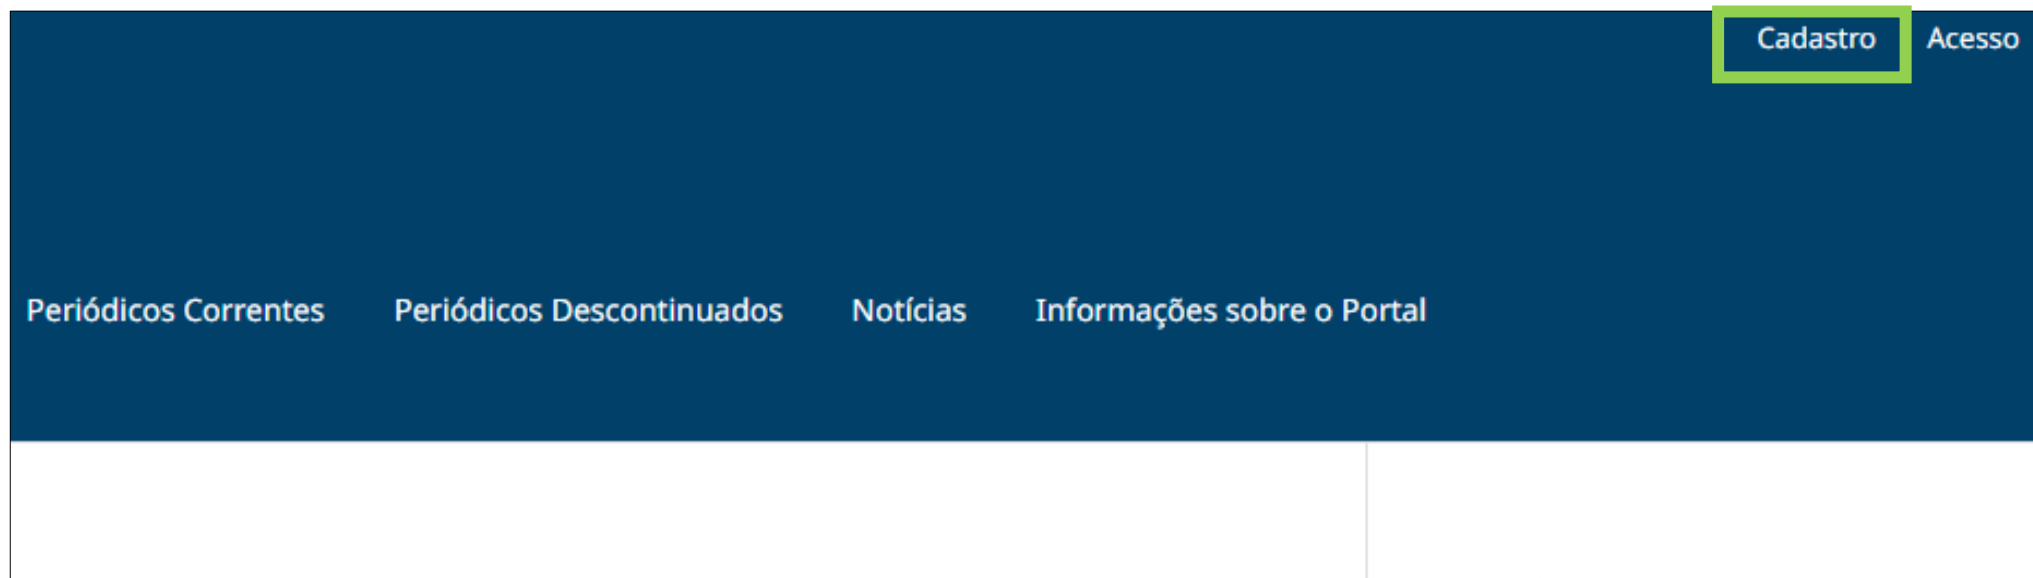 Cadastro Acesso
Periódicos Correntes Periódicos Descontinuados Notícias Informações sobre o Portal